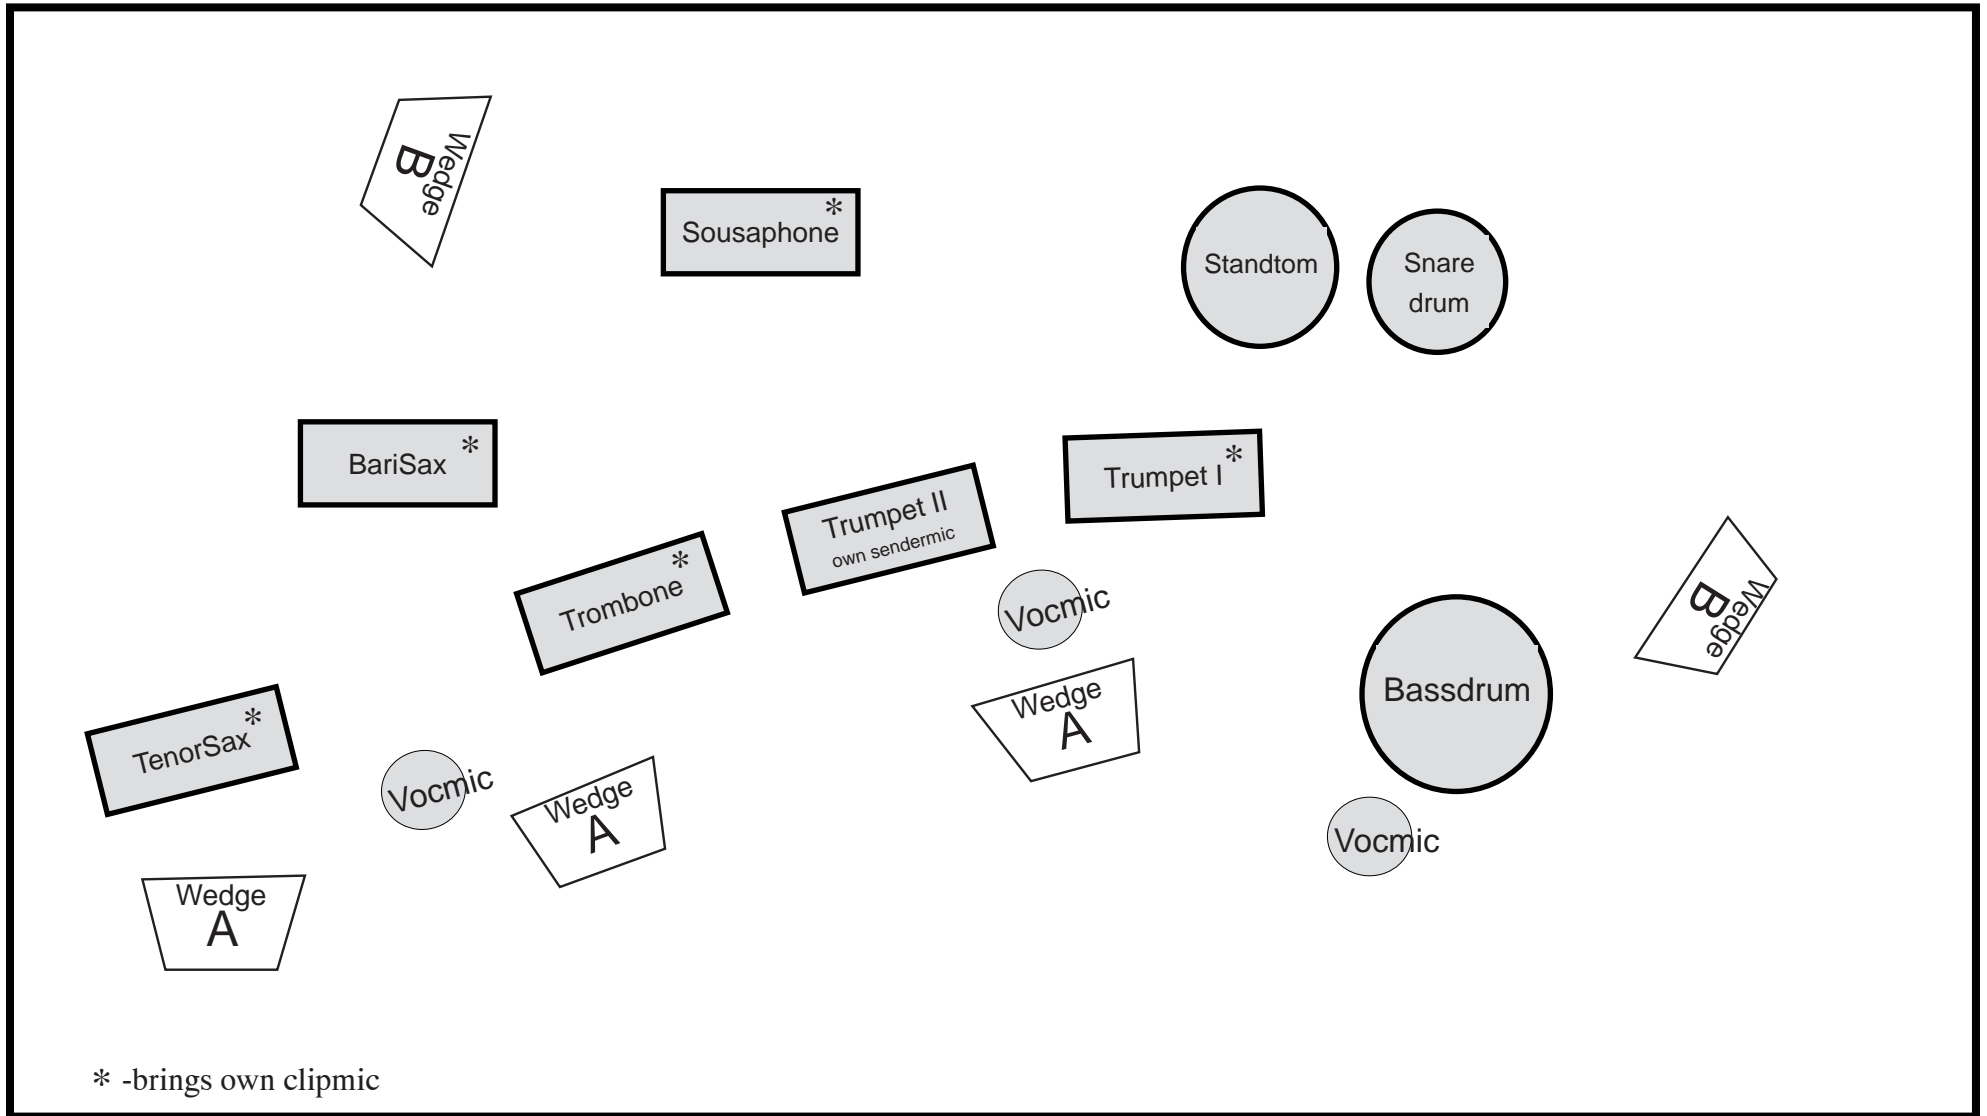 Wedge
B
Sousaphone *
Standtom
Snare
drum
BariSax *
Trumpet I *
Trumpet II
own sendermic
Trombone *
Vocmic
Wedge
B
Wedge
A
Bassdrum
TenorSax *
Vocmic
Wedge
A
Vocmic
Wedge
A
* -brings own clipmic